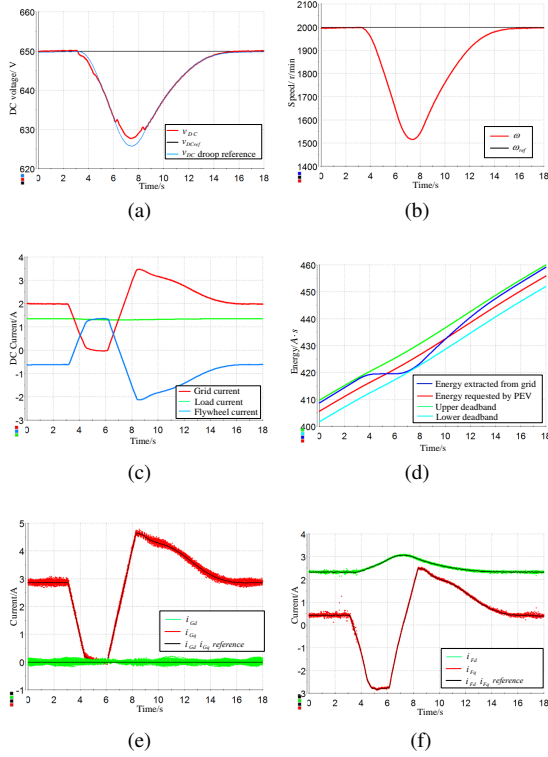 660
650
640
630
620
DC voltage/ V
v_DC
v_DCref
v_DC droop reference
0 2 4 6 8 10 12 14 16 18
Time/s
(a)
2100
2000
1900
1800
1700
1600
1500
1400
Speed/ r/min
ω
ω_ref
0 2 4 6 8 10 12 14 16 18
Time/s
(b)
4
3
2
1
0
-1
-2
-3
DC Current/A
Grid current
Load current
Flywheel current
0 2 4 6 8 10 12 14 16 18
Time/s
(c)
460
450
440
430
420
410
400
Energy/A·s
Energy extracted from grid
Energy requested by PEV
Upper deadband
Lower deadband
0 2 4 6 8 10 12 14 16 18
Time/s
(d)
5
4
3
2
1
0
-1
Current/A
i_Gd
i_Gq
i_Gd i_Gq reference
0 2 4 6 8 10 12 14 16 18
Time/s
(e)
4
3
2
1
0
-1
-2
-3
Current/A
i_Fd
i_Fq
i_Fd i_Fq reference
0 2 4 6 8 10 12 14 16 18
Time/s
(f)